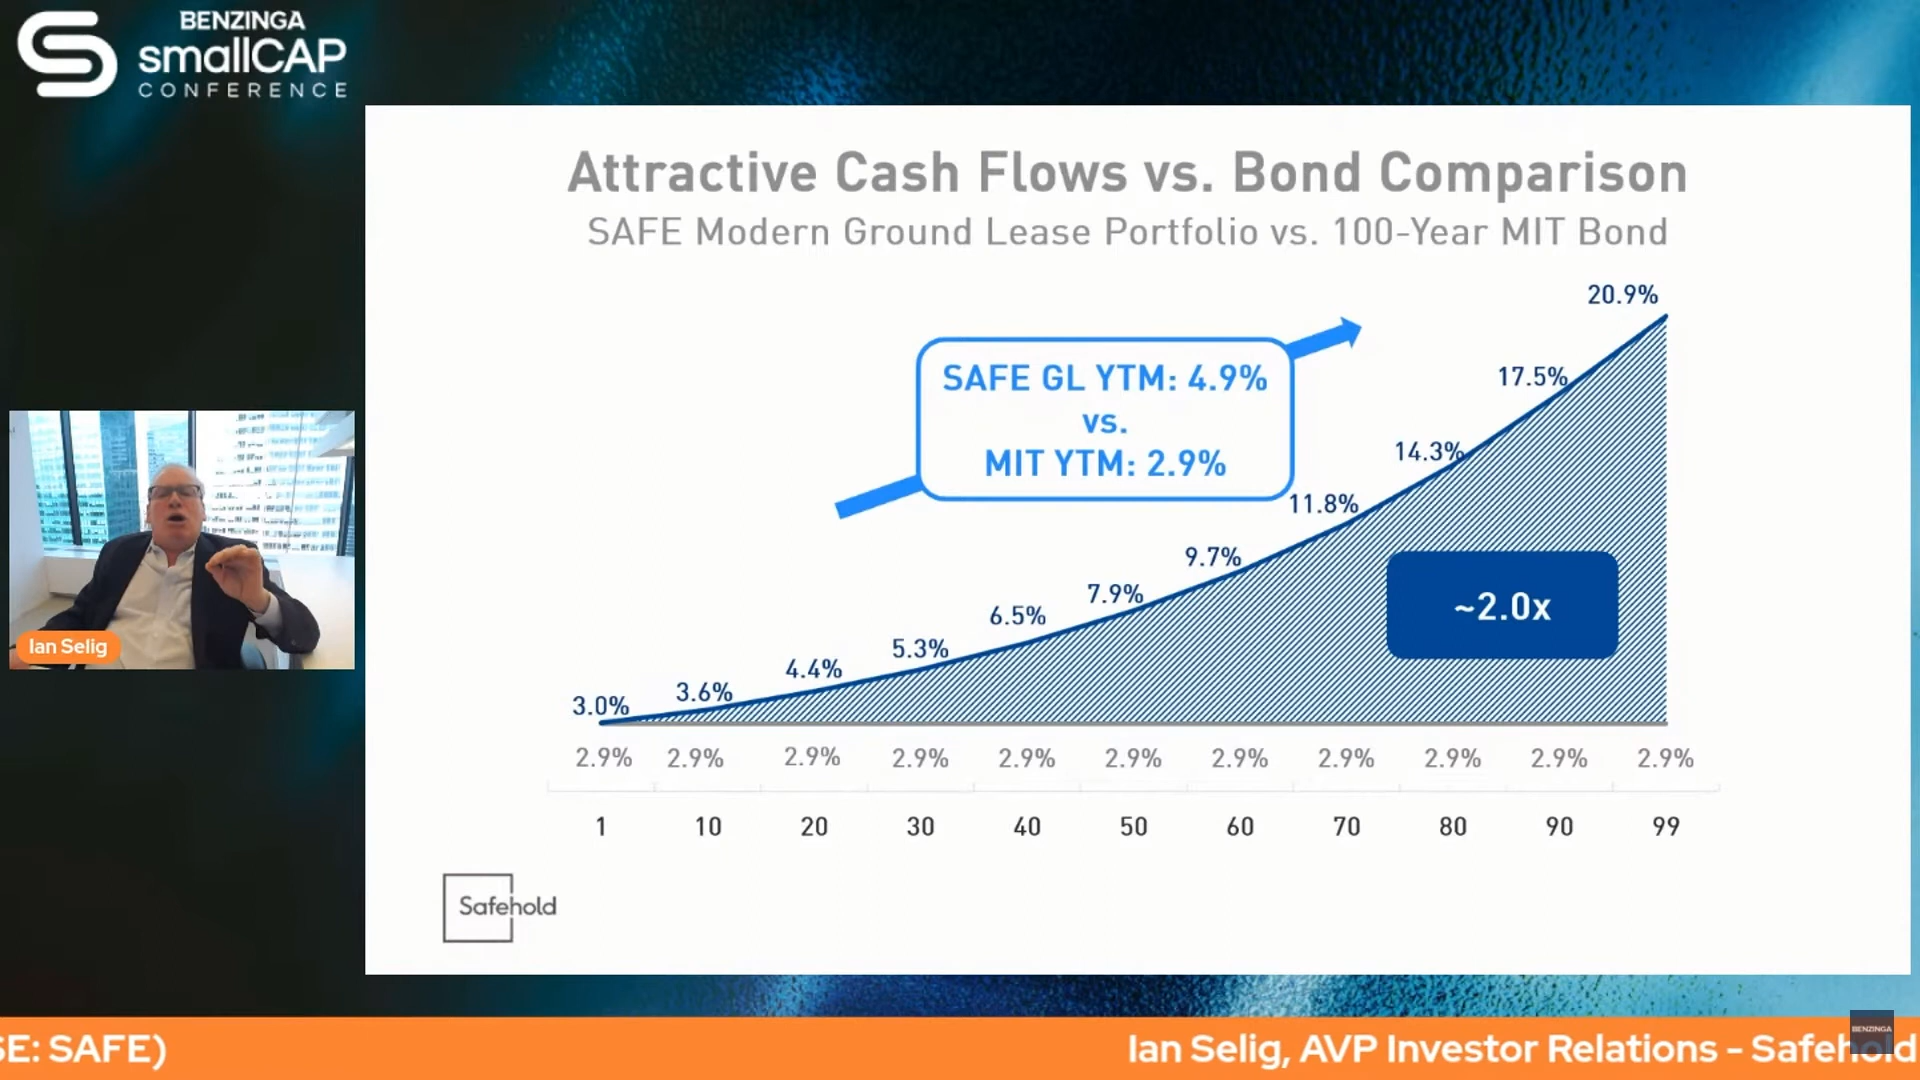 BENZINGA
smallCAP
CONFERENCE
Attractive Cash Flows vs. Bond Comparison
SAFE Modern Ground Lease Portfolio vs. 100-Year MIT Bond
20.9%
SAFE GL YTM: 4.9%
vs.
MIT YTM: 2.9%
17.5%
14.3%
11.8%
9.7%
7.9%
6.5%
5.3%
4.4%
3.6%
3.0%
~2.0x
2.9% 2.9% 2.9% 2.9% 2.9% 2.9% 2.9% 2.9% 2.9% 2.9% 2.9%
1 10 20 30 40 50 60 70 80 90 99
Safehold
Ian Selig
SE: SAFE)
Ian Selig, AVP Investor Relations - Safehold
BENZINGA